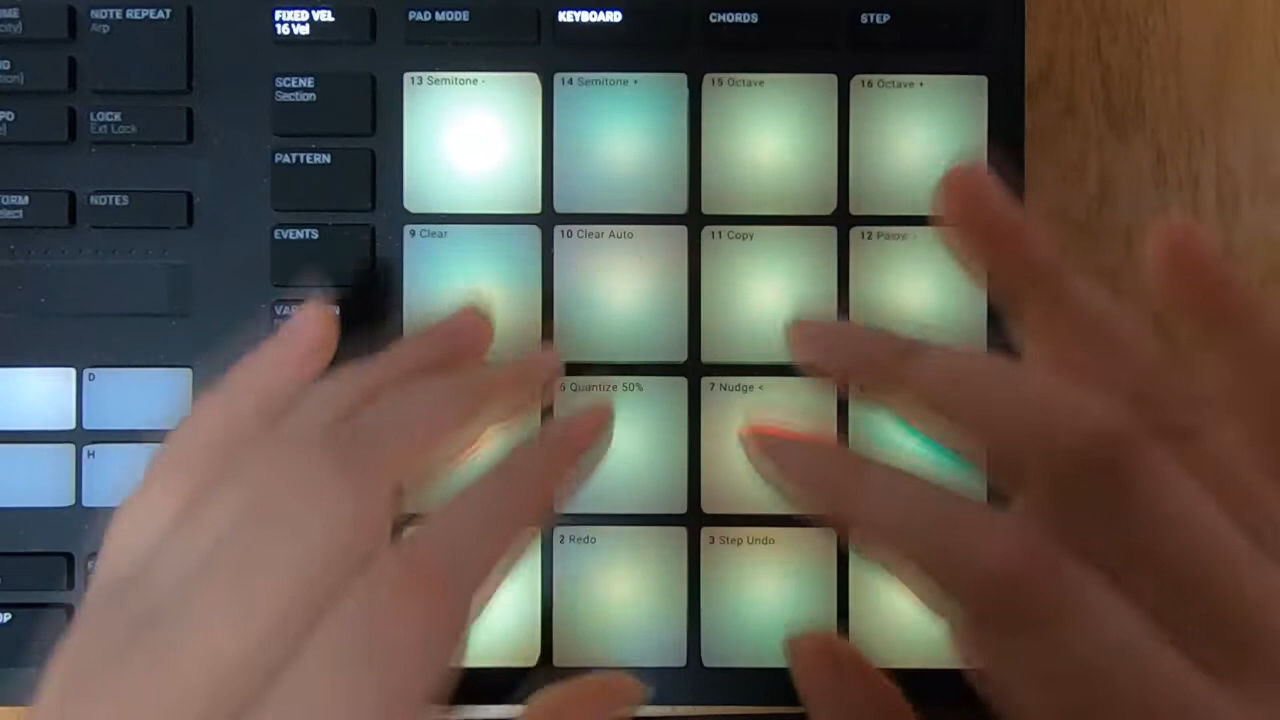 NOTE REPEAT
Arp
FIXED VEL
16 Vel
PAD MODE
KEYBOARD
CHORDS
STEP
SCENE
Section
LOCK
Ext Lock
PATTERN
NOTES
EVENTS
13 Semitone -
14 Semitone +
15 Octave
16 Octave +
9 Clear
10 Clear Auto
11 Copy
12 Paste
D
6 Quantize 50%
7 Nudge <
H
2 Redo
3 Step Undo